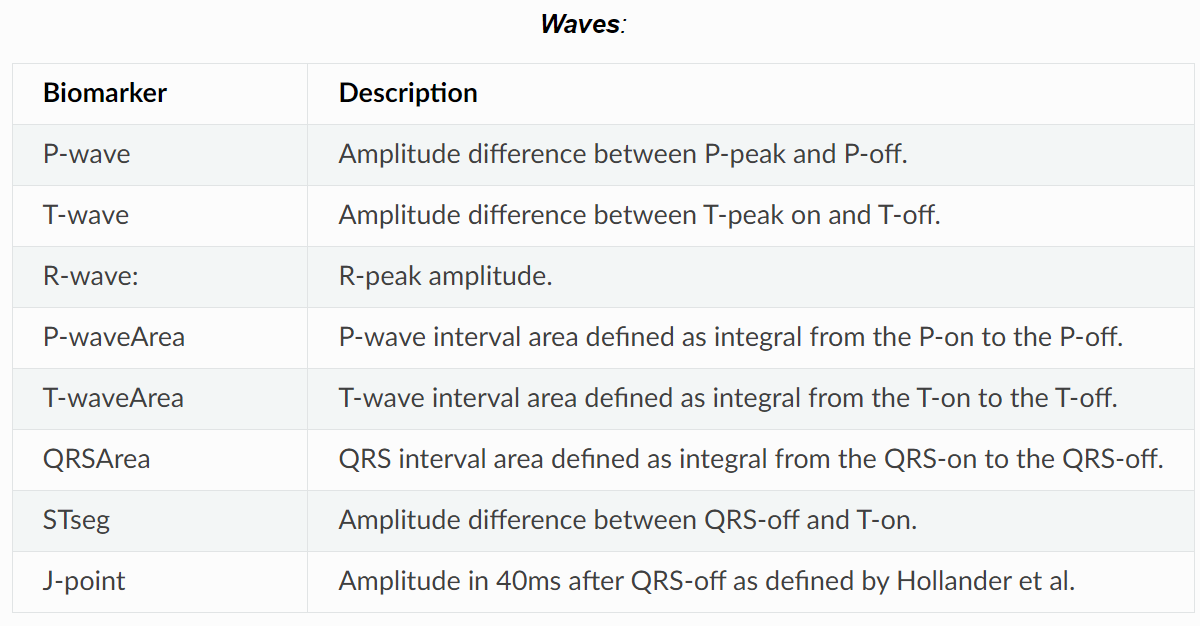 Waves:
Biomarker Description
P-wave Amplitude difference between P-peak and P-off.
T-wave Amplitude difference between T-peak on and T-off.
R-wave: R-peak amplitude.
P-waveArea P-wave interval area defined as integral from the P-on to the P-off.
T-waveArea T-wave interval area defined as integral from the T-on to the T-off.
QRSArea QRS interval area defined as integral from the QRS-on to the QRS-off.
STseg Amplitude difference between QRS-off and T-on.
J-point Amplitude in 40ms after QRS-off as defined by Hollander et al.